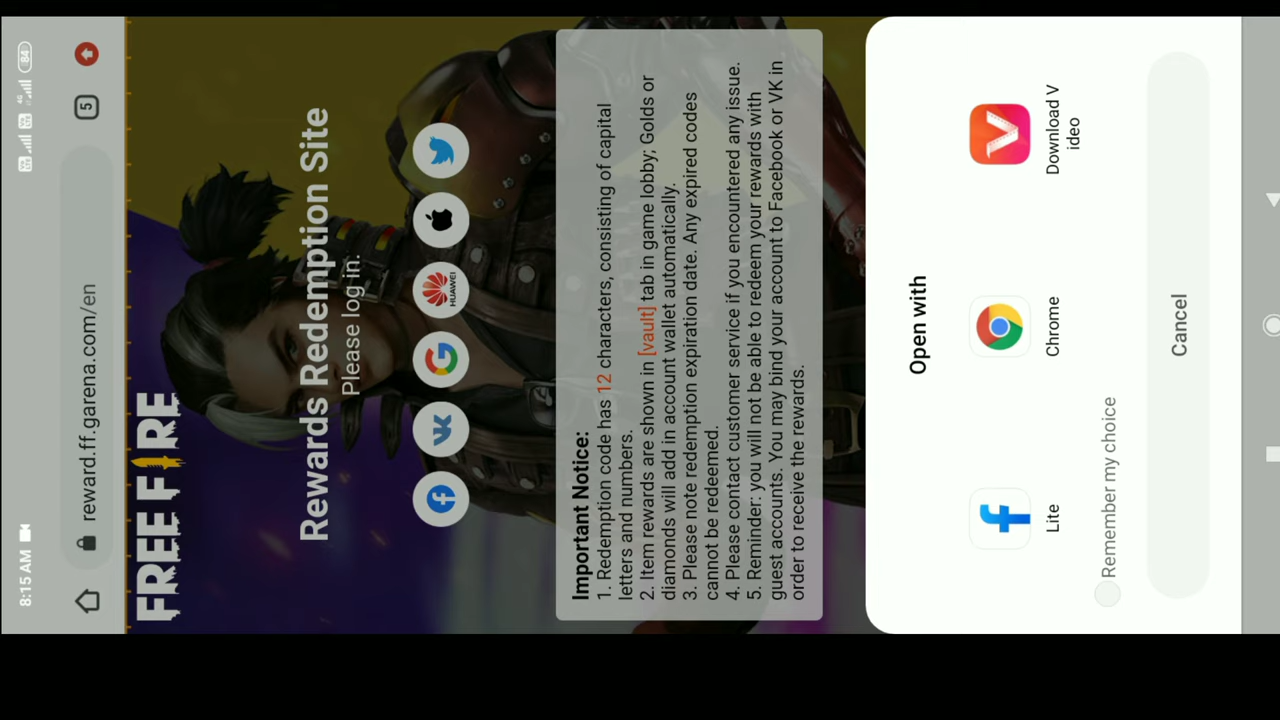 8:15 AM
4G
84
reward.ff.garena.com/en
5
FREE FIRE
Rewards Redemption Site
Please log in.
HUAWEI
Important Notice:
1. Redemption code has 12 characters, consisting of capital
letters and numbers.
2. Item rewards are shown in [vault] tab in game lobby; Golds or
diamonds will add in account wallet automatically.
3. Please note redemption expiration date. Any expired codes
cannot be redeemed.
4. Please contact customer service if you encountered any issue.
5. Reminder: you will not be able to redeem your rewards with
guest accounts. You may bind your account to Facebook or VK in
order to receive the rewards.
Open with
Lite
Chrome
Download V
ideo
Remember my choice
Cancel